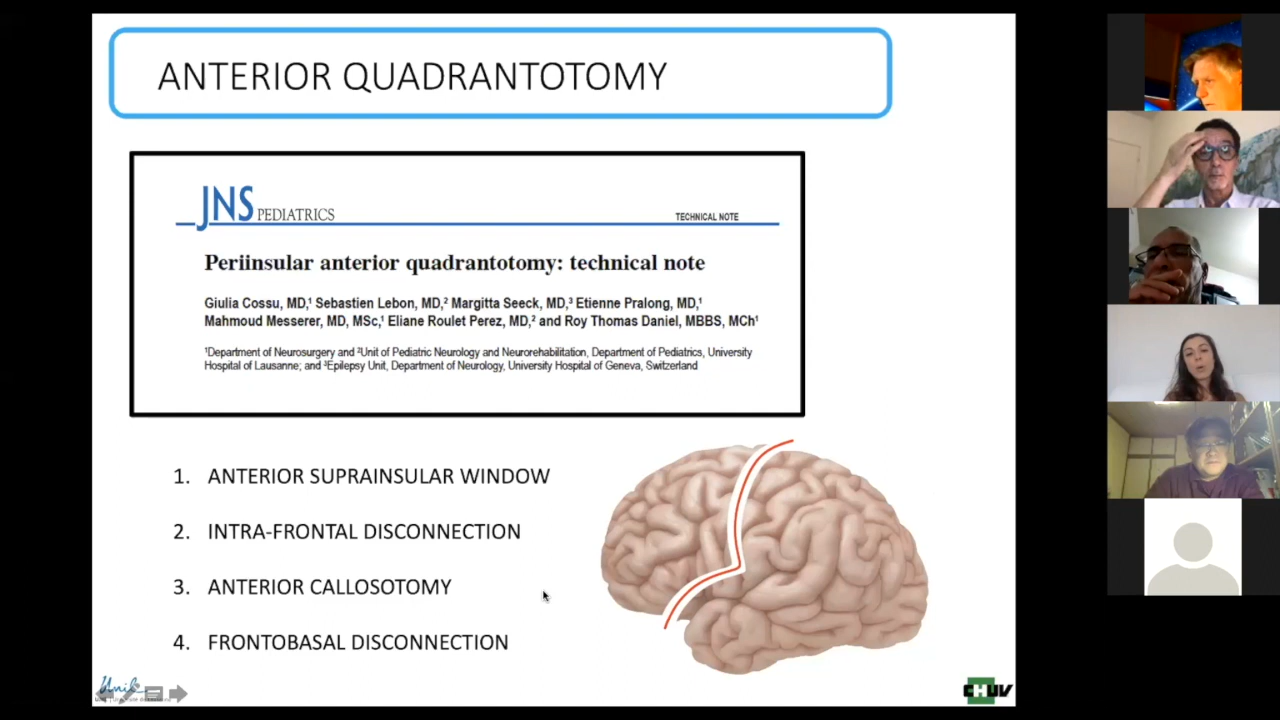 ANTERIOR QUADRANTOTOMY
JNS PEDIATRICS
TECHNICAL NOTE
Periinsular anterior quadrantotomy: technical note
Giulia Cossu, MD,¹ Sebastien Lebon, MD,² Margitta Seeck, MD,³ Etienne Pralong, MD,¹
Mahmoud Messerer, MD, MSc,¹ Eliane Roulet Perez, MD,² and Roy Thomas Daniel, MBBS, MCh¹
¹Department of Neurosurgery and ²Unit of Pediatric Neurology and Neurorehabilitation, Department of Pediatrics, University
Hospital of Lausanne; and ³Epilepsy Unit, Department of Neurology, University Hospital of Geneva, Switzerland
1. ANTERIOR SUPRAINSULAR WINDOW
2. INTRA-FRONTAL DISCONNECTION
3. ANTERIOR CALLOSOTOMY
4. FRONTOBASAL DISCONNECTION
Unil
CHUV